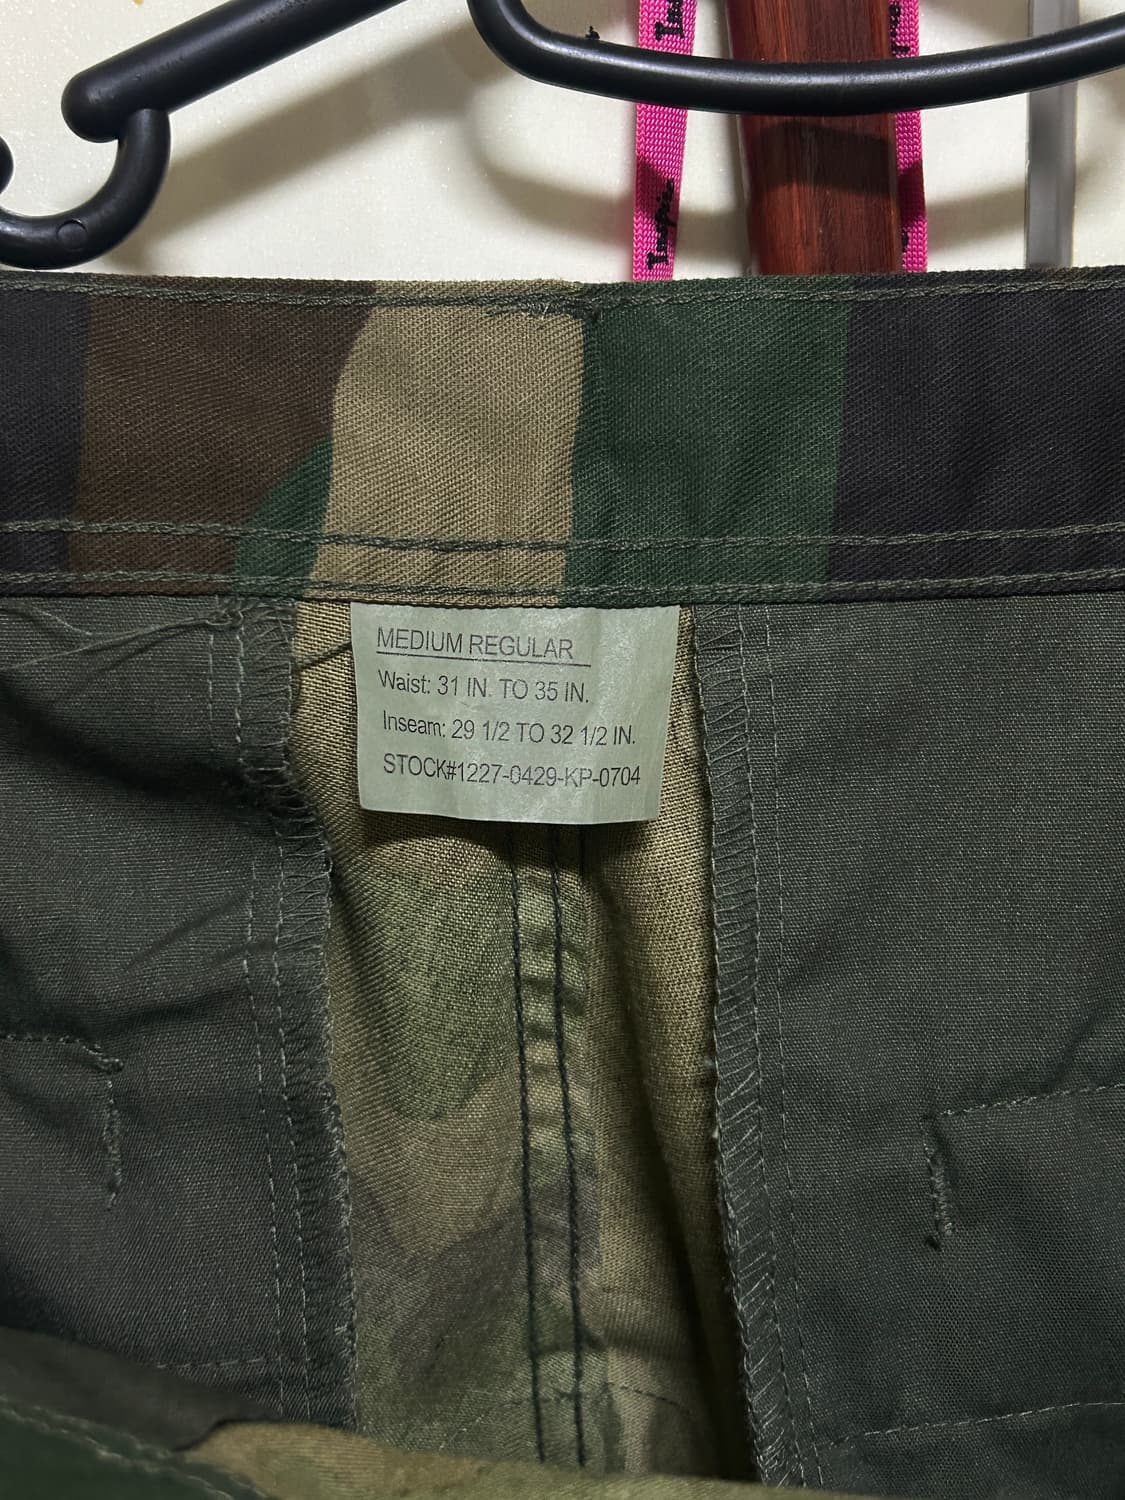 MEDIUM REGULAR
Waist: 31 IN. TO 35 IN.
Inseam: 29 1/2 TO 32 1/2 IN.
STOCK#1227-0429-KP-0704